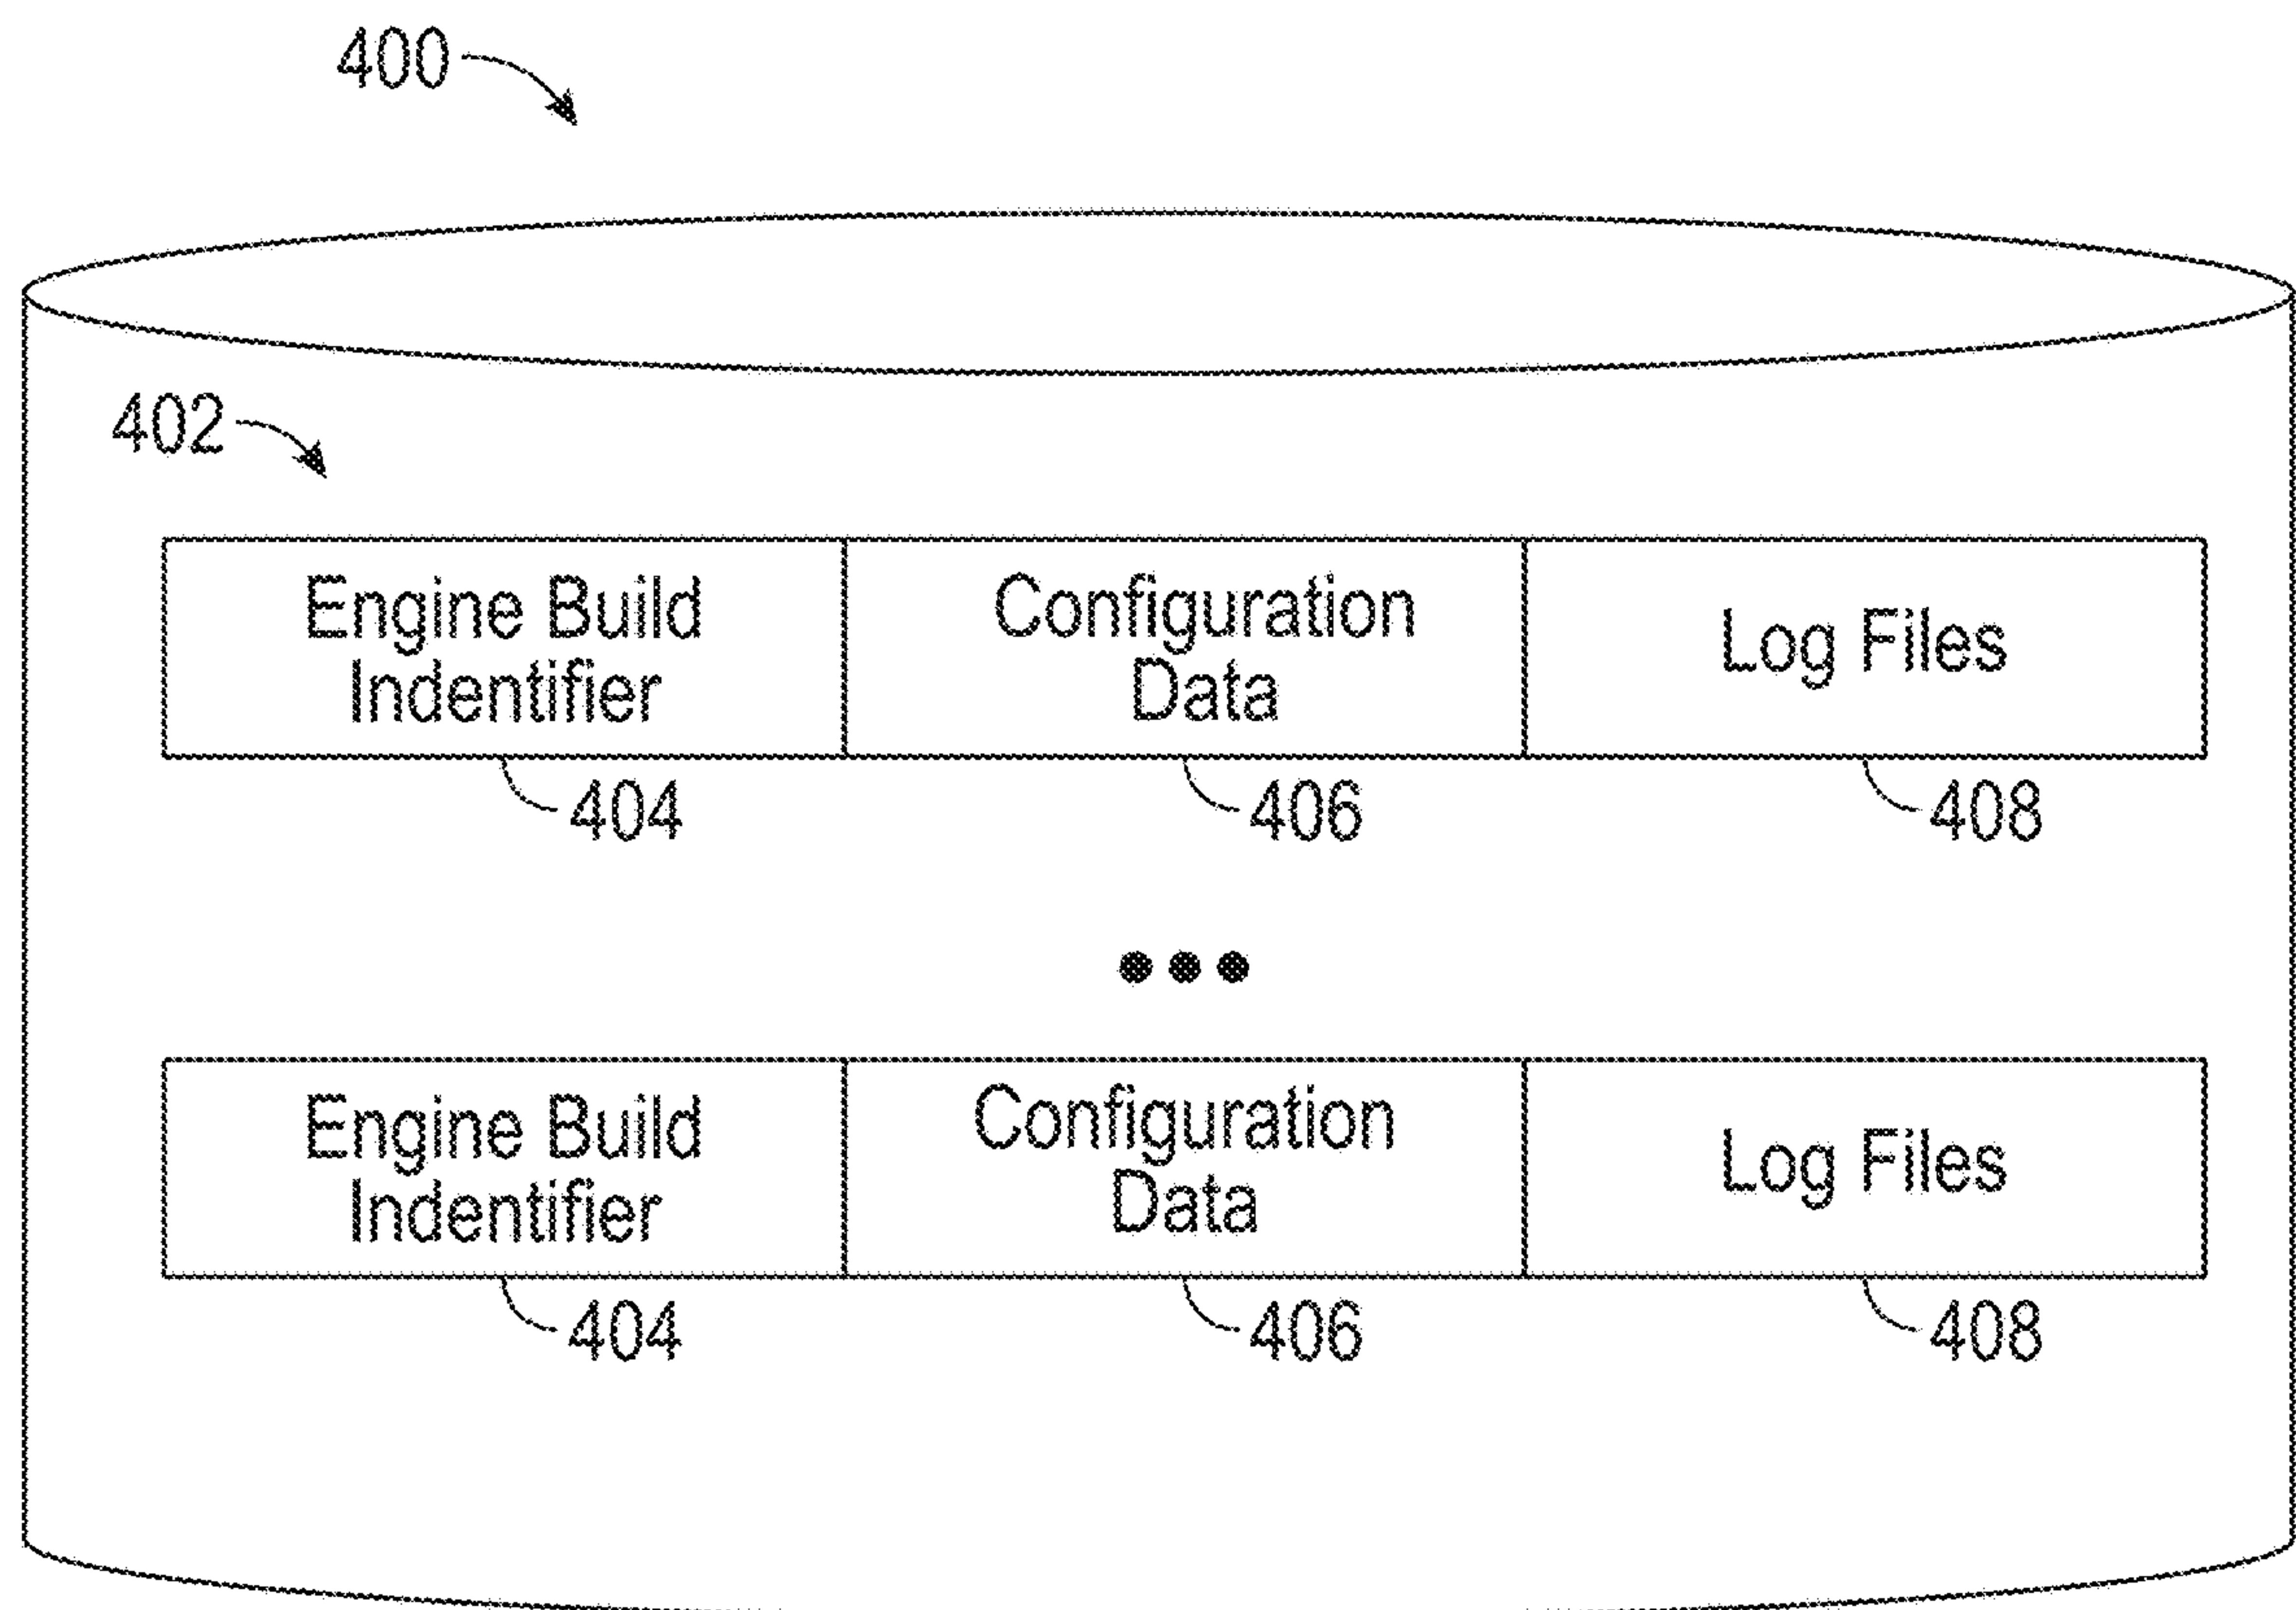 400
402
Engine Build
Indentifier
Configuration
Data
Log Files
404
406
408
Engine Build
Indentifier
Configuration
Data
Log Files
404
406
408